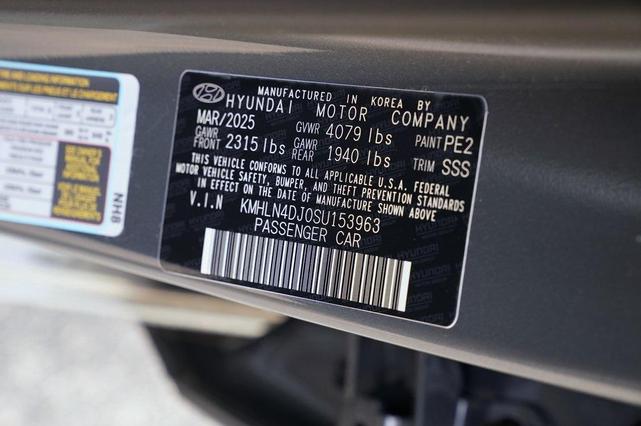 MANUFACTURED IN KOREA BY
HYUNDAI MOTOR COMPANY
MAR/2025 GVWR 4079 lbs PAINT PE2
GAWR FRONT 2315 lbs GAWR REAR 1940 lbs TRIM SSS
THIS VEHICLE CONFORMS TO ALL APPLICABLE U.S.A. FEDERAL
MOTOR VEHICLE SAFETY, BUMPER, AND THEFT PREVENTION STANDARDS
IN EFFECT ON THE DATE OF MANUFACTURE SHOWN ABOVE
V.I.N KMHLN4DJ0SU153963
PASSENGER CAR
NH8